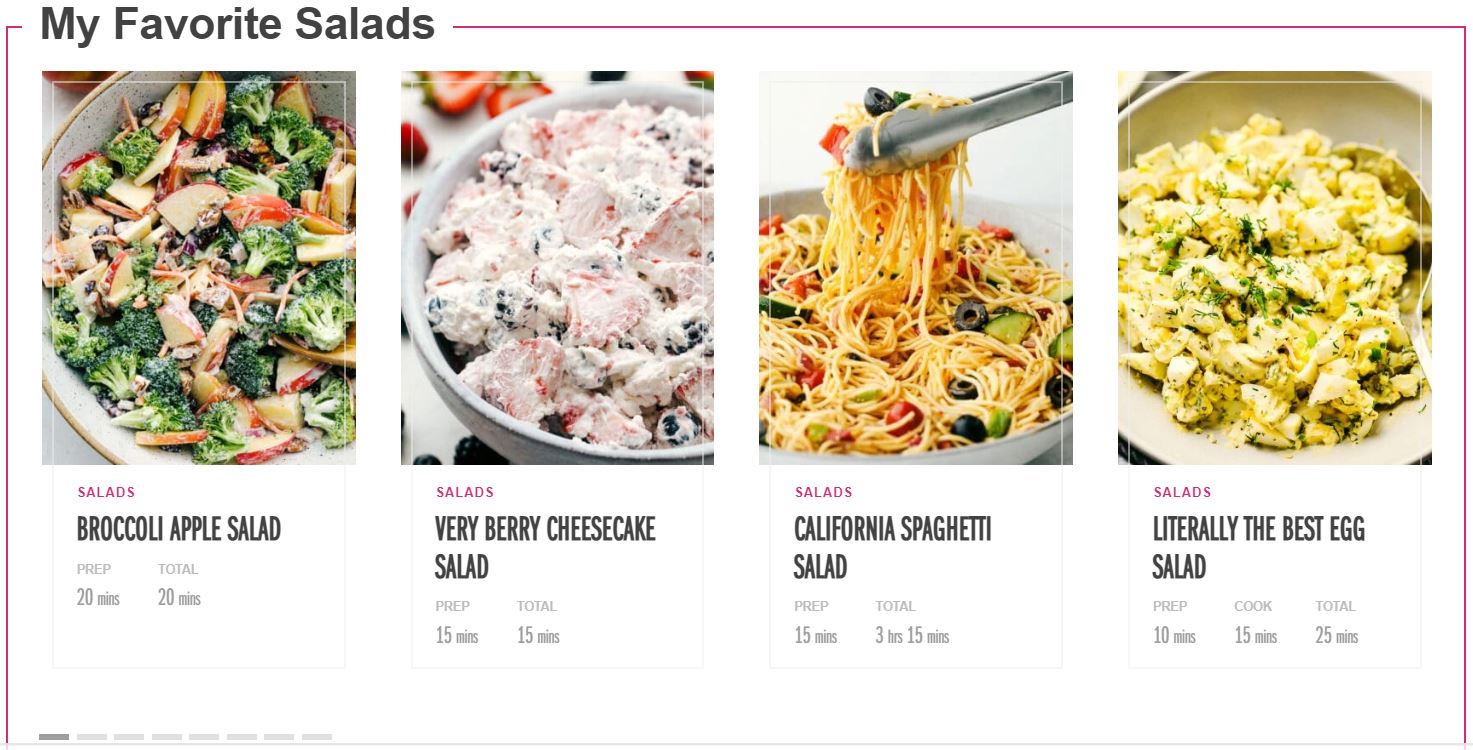 My Favorite Salads
SALADS
BROCCOLI APPLE SALAD
PREP TOTAL
20 mins 20 mins
SALADS
VERY BERRY CHEESECAKE
SALAD
PREP TOTAL
15 mins 15 mins
SALADS
CALIFORNIA SPAGHETTI
SALAD
PREP TOTAL
15 mins 3 hrs 15 mins
SALADS
LITERALLY THE BEST EGG
SALAD
PREP COOK TOTAL
10 mins 15 mins 25 mins